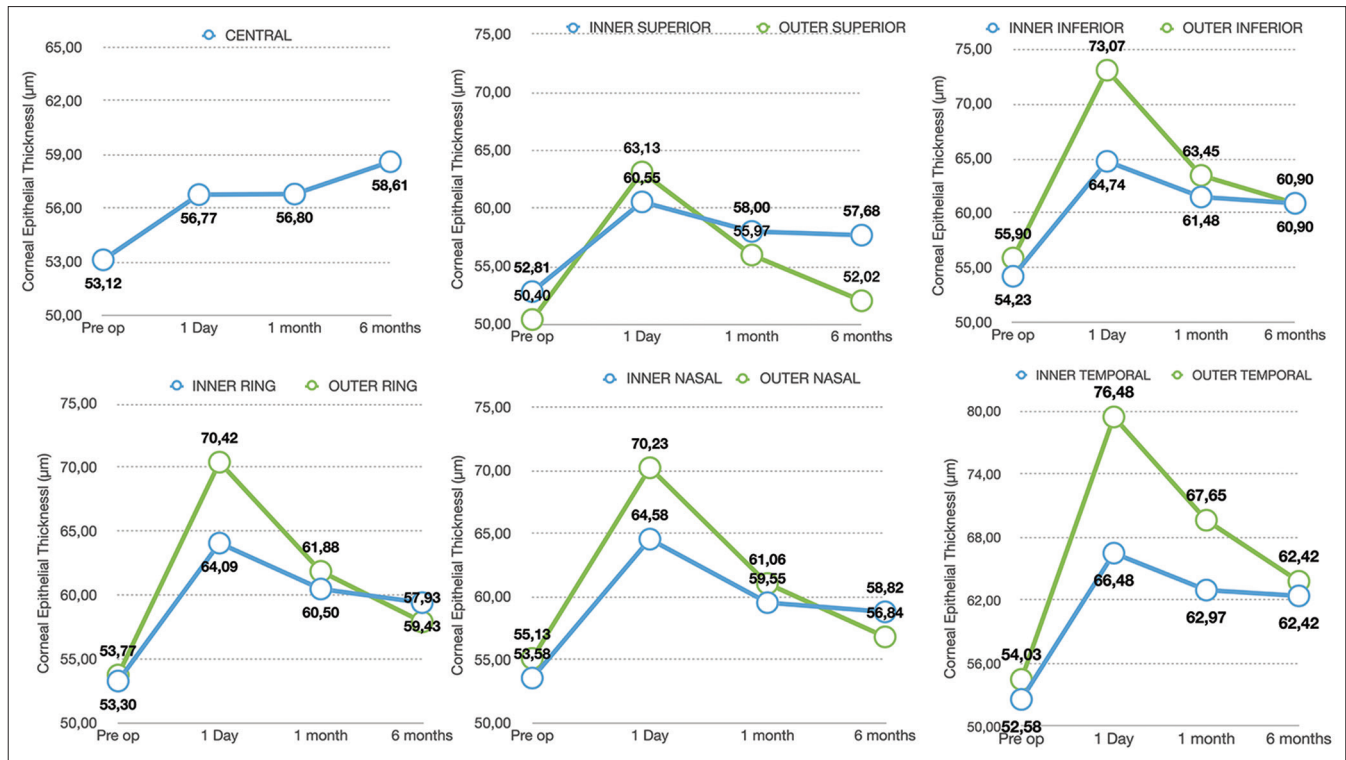 CENTRAL
Corneal Epithelial Thicknessl (µm)
65,00
62,00
59,00
56,00
53,00
50,00
53,12
56,77
56,80
58,61
Pre op
1 Day
1 month
6 months
INNER SUPERIOR OUTER SUPERIOR
Corneal Epithelial Thicknessl (µm)
75,00
70,00
65,00
60,00
55,00
50,00
52,81
50,40
63,13
60,55
58,00
55,97
57,68
52,02
Pre op
1 Day
1 month
6 months
INNER INFERIOR OUTER INFERIOR
Corneal Epithelial Thicknessl (µm)
75,00
70,00
65,00
60,00
55,00
50,00
55,90
54,23
73,07
64,74
63,45
61,48
60,90
60,90
Pre op
1 Day
1 month
6 months
INNER RING OUTER RING
Corneal Epithelial Thicknessl (µm)
75,00
70,00
65,00
60,00
55,00
50,00
53,77
53,30
70,42
64,09
61,88
60,50
57,93
59,43
Pre op
1 Day
1 month
6 months
INNER NASAL OUTER NASAL
Corneal Epithelial Thicknessl (µm)
75,00
70,00
65,00
60,00
55,00
50,00
55,13
53,58
70,23
64,58
61,06
59,55
58,82
56,84
Pre op
1 Day
1 month
6 months
INNER TEMPORAL OUTER TEMPORAL
Corneal Epithelial Thicknessl (µm)
80,00
74,00
68,00
62,00
56,00
50,00
54,03
52,58
76,48
66,48
67,65
62,97
62,42
62,42
Pre op
1 Day
1 month
6 months